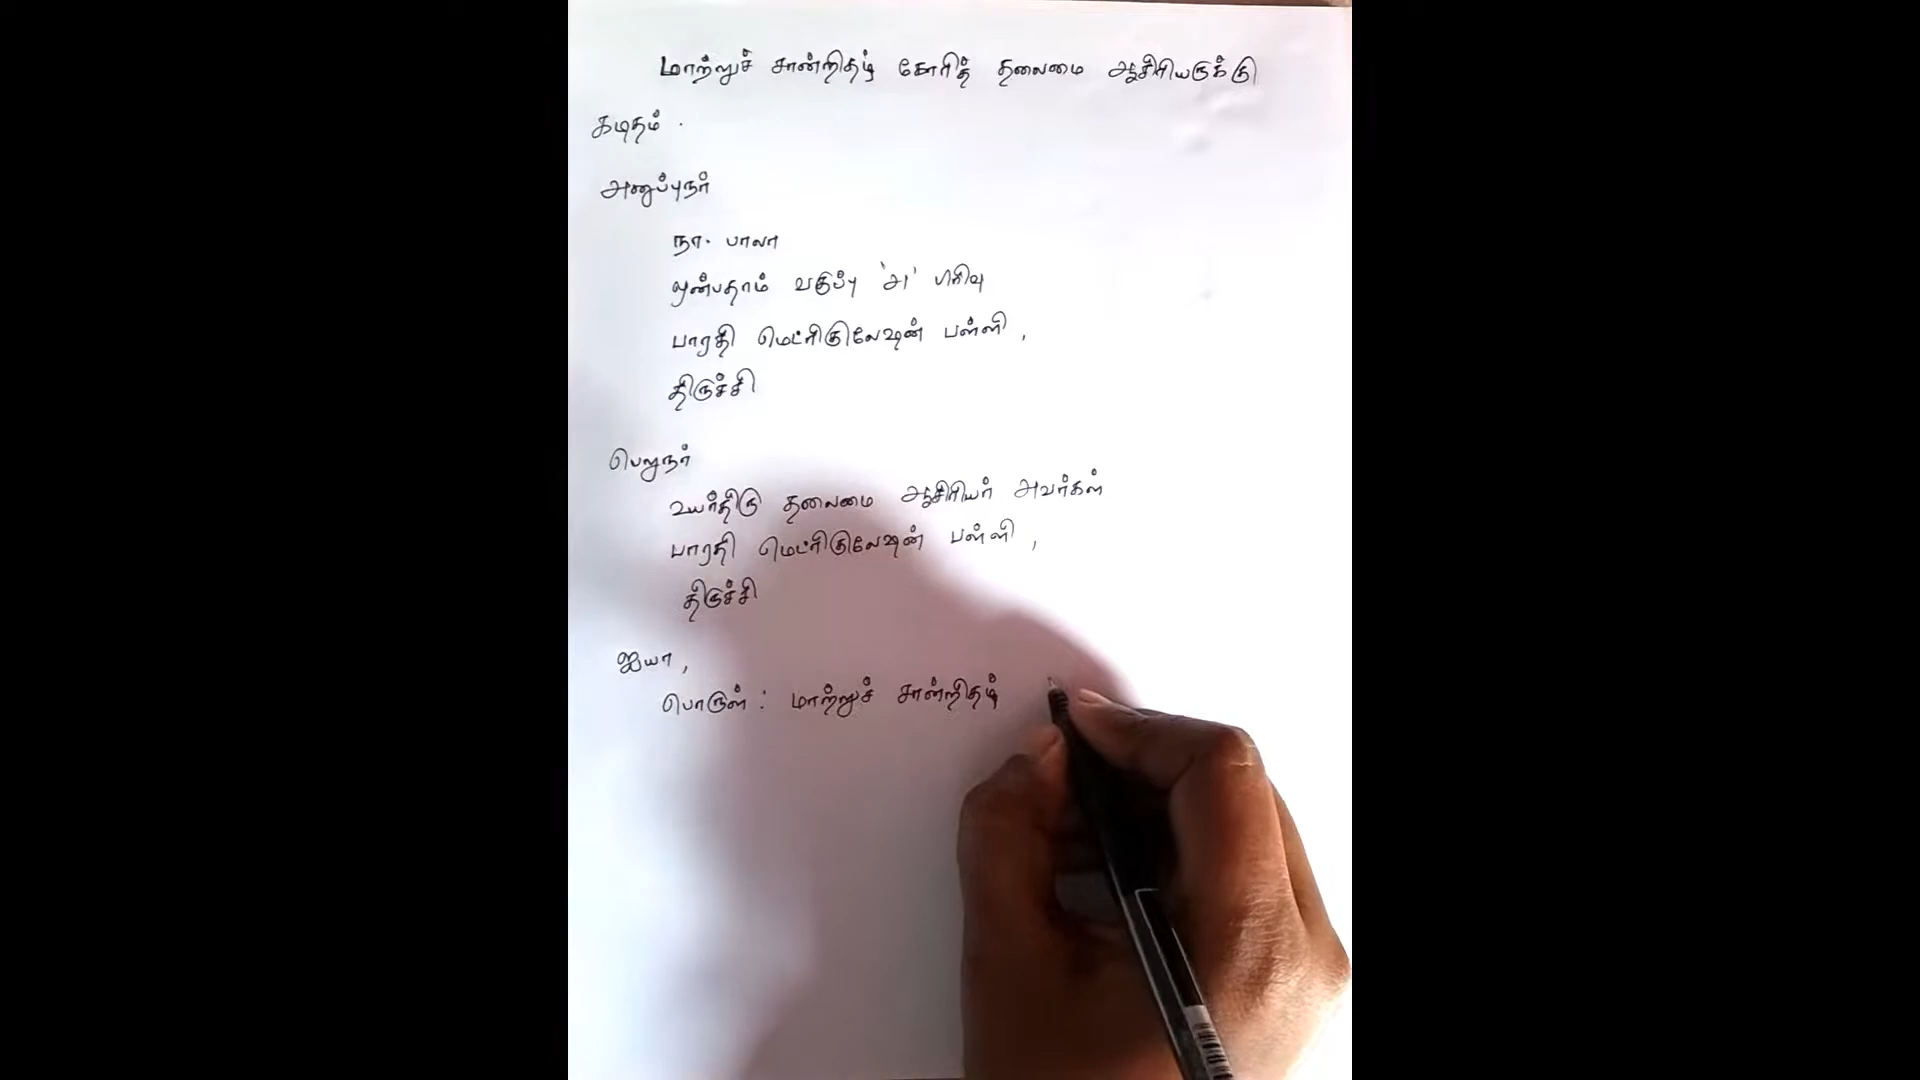 மாற்றுச் சான்றிதழ் கோரித் தலைமை ஆசிரியருக்கு
கடிதம் .
அனுப்புநர்
நா. பாலா
ஒன்பதாம் வகுப்பு 'அ' பிரிவு
பாரதி மெட்ரிகுலேஷன் பள்ளி ,
திருச்சி
பெறுநர்
உயர்திரு தலைமை ஆசிரியர் அவர்கள்
பாரதி மெட்ரிகுலேஷன் பள்ளி ,
திருச்சி
ஐயா ,
பொருள் : மாற்றுச் சான்றிதழ்